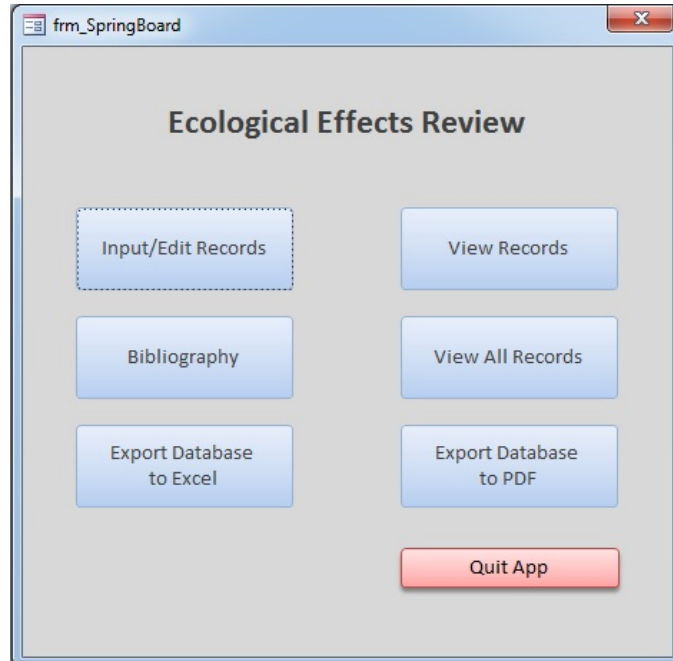 frm_SpringBoard
Ecological Effects Review
Input/Edit Records
View Records
Bibliography
View All Records
Export Database
to Excel
Export Database
to PDF
Quit App